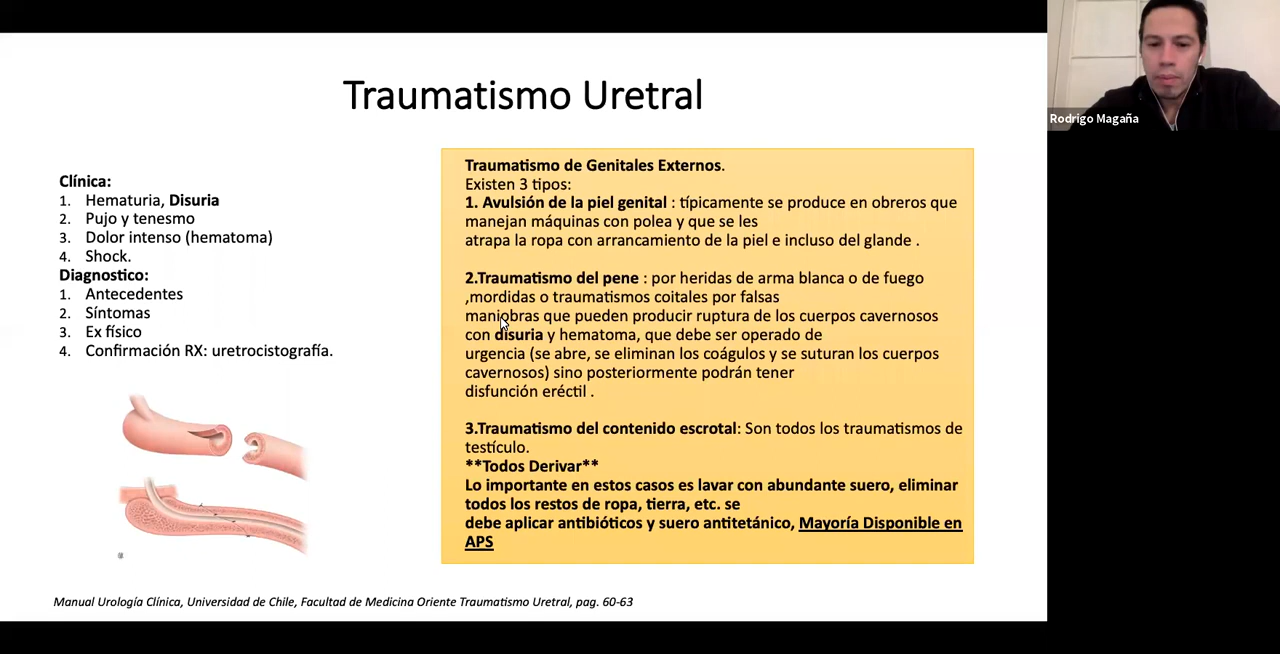 Traumatismo Uretral
Rodrigo Magaña
Clínica:
1. Hematuria, Disuria
2. Pujo y tenesmo
3. Dolor intenso (hematoma)
4. Shock.
Diagnostico:
1. Antecedentes
2. Síntomas
3. Ex físico
4. Confirmación RX: uretrocistografía.
Traumatismo de Genitales Externos.
Existen 3 tipos:
1. Avulsión de la piel genital : típicamente se produce en obreros que
manejan máquinas con polea y que se les
atrapa la ropa con arrancamiento de la piel e incluso del glande .
2.Traumatismo del pene : por heridas de arma blanca o de fuego
,mordidas o traumatismos coitales por falsas
maniobras que pueden producir ruptura de los cuerpos cavernosos
con disuria y hematoma, que debe ser operado de
urgencia (se abre, se eliminan los coágulos y se suturan los cuerpos
cavernosos) sino posteriormente podrán tener
disfunción eréctil .
3.Traumatismo del contenido escrotal: Son todos los traumatismos de
testículo.
**Todos Derivar**
Lo importante en estos casos es lavar con abundante suero, eliminar
todos los restos de ropa, tierra, etc. se
debe aplicar antibióticos y suero antitetánico, Mayoría Disponible en
APS
Manual Urología Clínica, Universidad de Chile, Facultad de Medicina Oriente Traumatismo Uretral, pag. 60-63